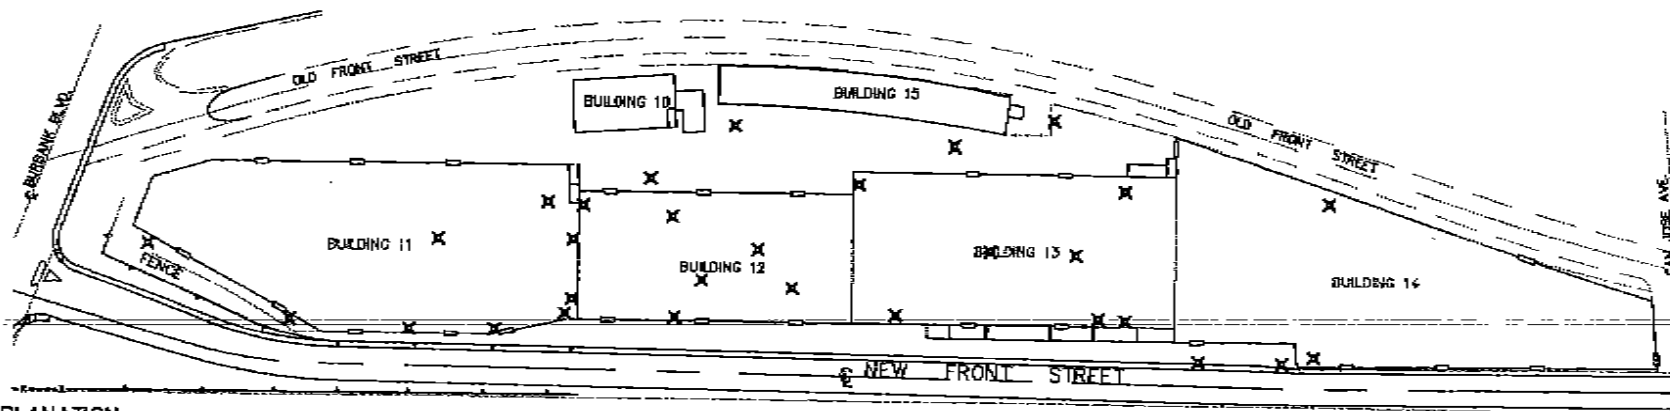 OLD FRONT STREET
BUILDING 10
BUILDING 15
BURBANK BLVD.
OLD FRONT STREET
SAN JOSE AVE.
BUILDING 11
BUILDING 12
BUILDING 13
BUILDING 14
FENCE
NEW FRONT STREET